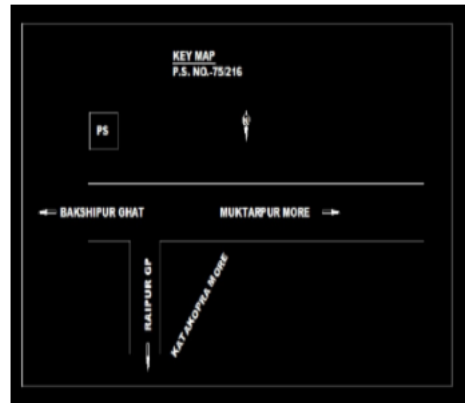 KEY MAP
P.S. NO.-75/216
N
PS
BAKSHIPUR GHAT
MUKTARPUR MORE
RAIPUR GP
KATAKOPRA MORE